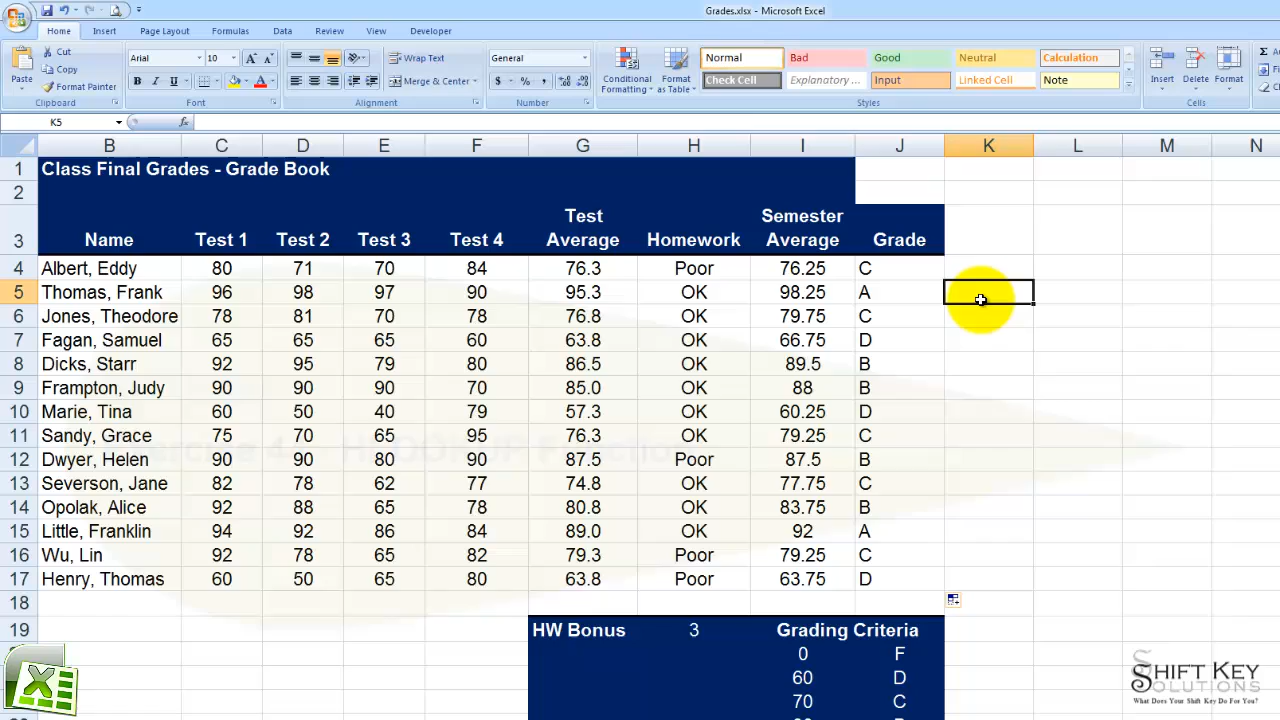 Grades.xlsx - Microsoft Excel
Home Insert Page Layout Formulas Data Review View Developer
Paste Cut Copy Format Painter Clipboard
Arial 10 A A B I U A Font
Wrap Text Merge & Center Alignment
General $ % , Number
Conditional Formatting Format as Table
Normal Bad Good Neutral Calculation
Check Cell Explanatory ... Input Linked Cell Note
Styles
Insert Delete Format
Cells
K5 fx
B C D E F G H I J K L M N
1 Class Final Grades - Grade Book
2
3 Name Test 1 Test 2 Test 3 Test 4 Test Average Homework Semester Average Grade
4 Albert, Eddy 80 71 70 84 76.3 Poor 76.25 C
5 Thomas, Frank 96 98 97 90 95.3 OK 98.25 A
6 Jones, Theodore 78 81 70 78 76.8 OK 79.75 C
7 Fagan, Samuel 65 65 65 60 63.8 OK 66.75 D
8 Dicks, Starr 92 95 79 80 86.5 OK 89.5 B
9 Frampton, Judy 90 90 90 70 85.0 OK 88 B
10 Marie, Tina 60 50 40 79 57.3 OK 60.25 D
11 Sandy, Grace 75 70 65 95 76.3 OK 79.25 C
12 Dwyer, Helen 90 90 80 90 87.5 Poor 87.5 B
13 Severson, Jane 82 78 62 77 74.8 OK 77.75 C
14 Opolak, Alice 92 88 65 78 80.8 OK 83.75 B
15 Little, Franklin 94 92 86 84 89.0 OK 92 A
16 Wu, Lin 92 78 65 82 79.3 Poor 79.25 C
17 Henry, Thomas 60 50 65 80 63.8 Poor 63.75 D
18
19 HW Bonus 3 Grading Criteria
0 F
60 D
70 C
SHIFT KEY
SOLUTIONS
What Does Your Shift Key Do For You?